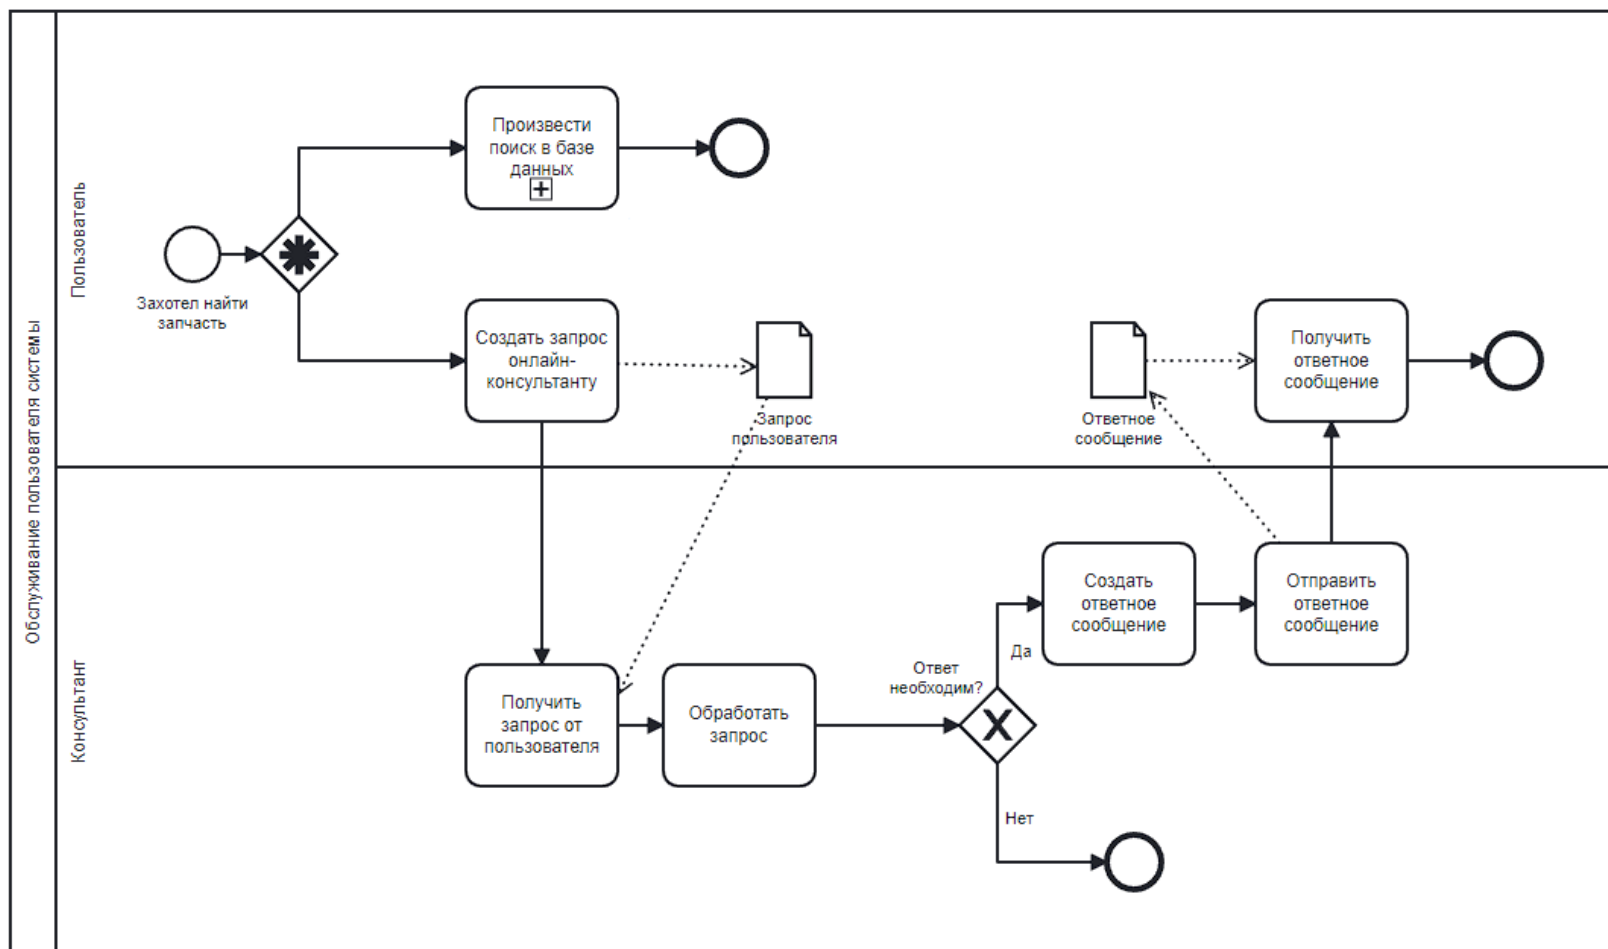 Обслуживание пользователя системы
Пользователь
Захотел найти
запчасть
Произвести
поиск в базе
данных
Создать запрос
онлайн-
консультанту
Запрос
пользователя
Ответное
сообщение
Получить
ответное
сообщение
Консультант
Получить
запрос от
пользователя
Обработать
запрос
Ответ
необходим?
Да
Нет
Создать
ответное
сообщение
Отправить
ответное
сообщение